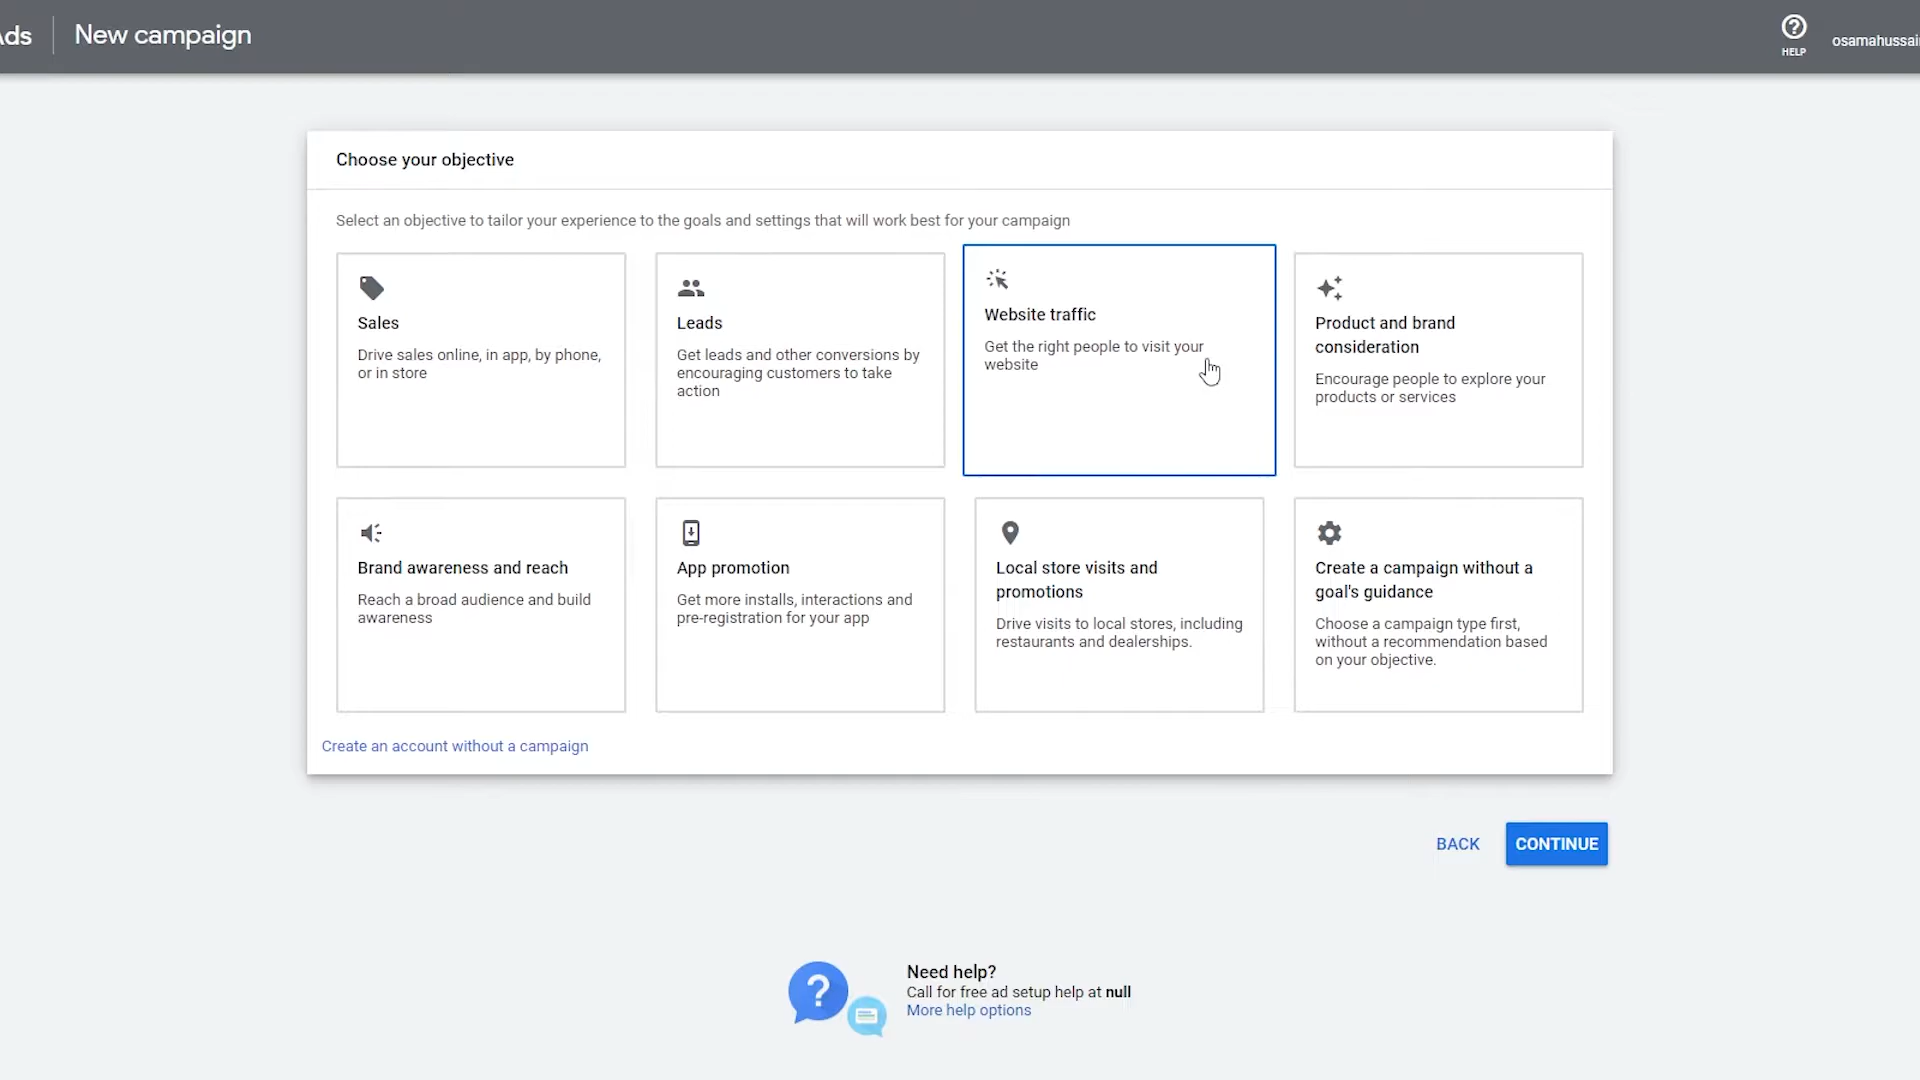 Ads
New campaign
HELP
osamahussai
Choose your objective
Select an objective to tailor your experience to the goals and settings that will work best for your campaign
Sales
Drive sales online, in app, by phone,
or in store
Leads
Get leads and other conversions by
encouraging customers to take
action
Website traffic
Get the right people to visit your
website
Product and brand
consideration
Encourage people to explore your
products or services
Brand awareness and reach
Reach a broad audience and build
awareness
App promotion
Get more installs, interactions and
pre-registration for your app
Local store visits and
promotions
Drive visits to local stores, including
restaurants and dealerships.
Create a campaign without a
goal's guidance
Choose a campaign type first,
without a recommendation based
on your objective.
Create an account without a campaign
BACK
CONTINUE
?
Need help?
Call for free ad setup help at null
More help options